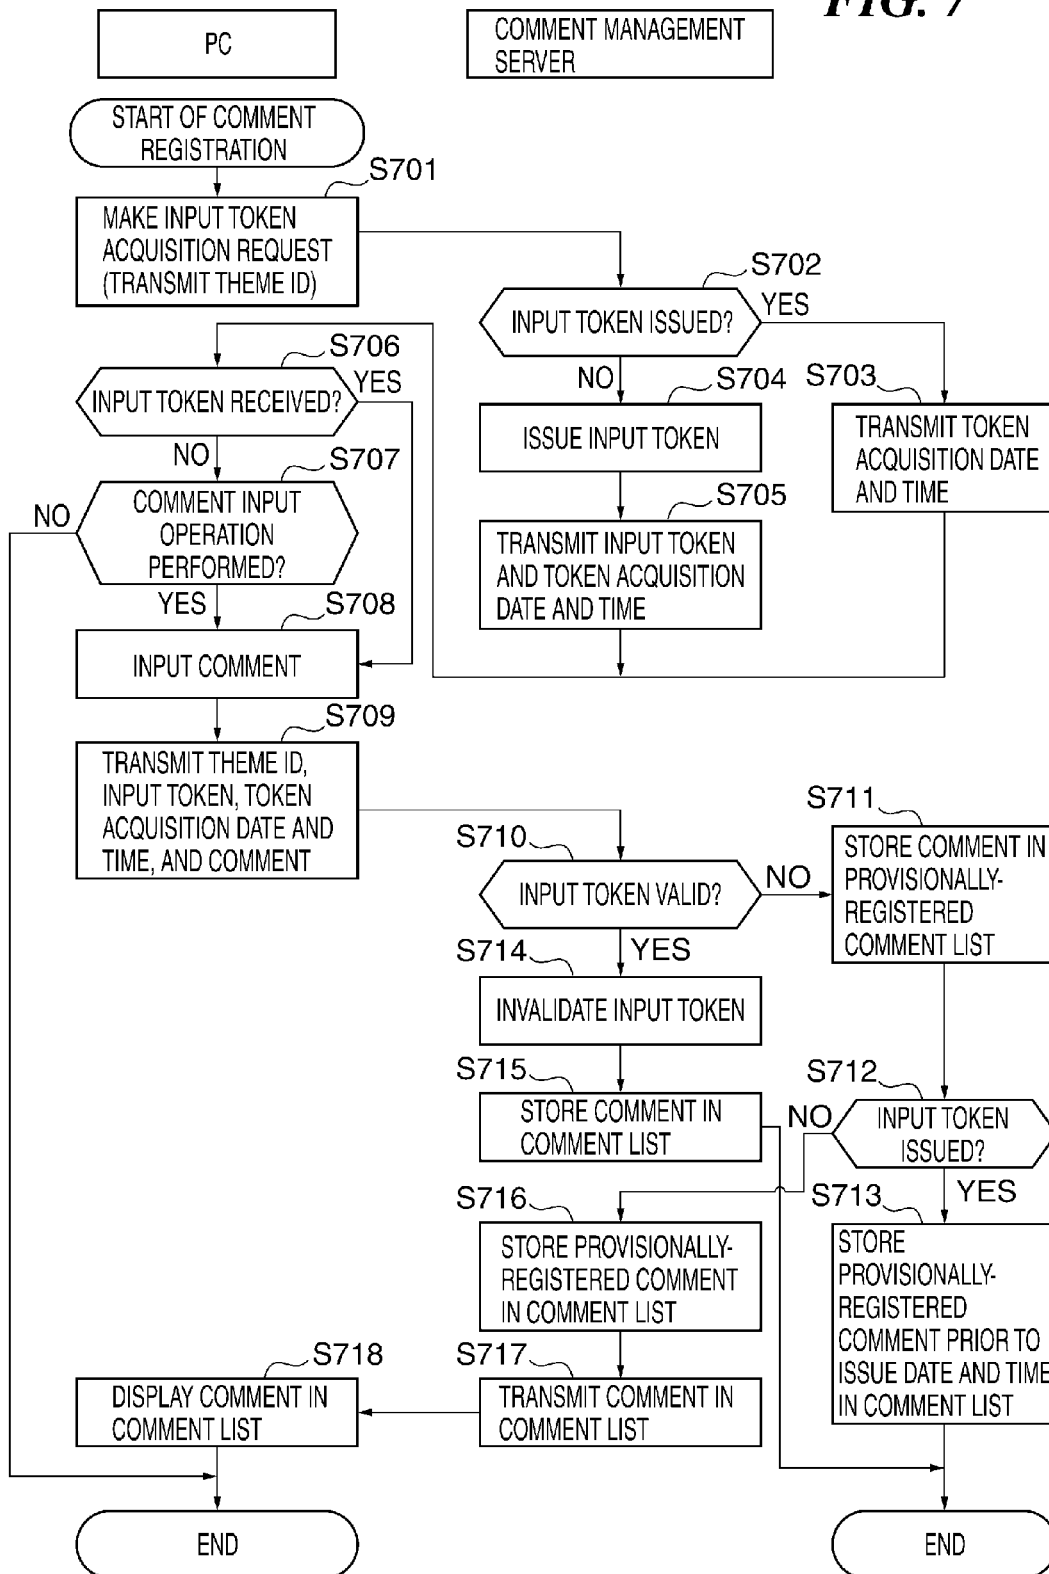 FIG. 7
PC
COMMENT MANAGEMENT
SERVER
START OF COMMENT
REGISTRATION
S701
MAKE INPUT TOKEN
ACQUISITION REQUEST
(TRANSMIT THEME ID)
S702
INPUT TOKEN ISSUED?
YES
NO
S706
INPUT TOKEN RECEIVED?
YES
NO
S704
ISSUE INPUT TOKEN
S703
TRANSMIT TOKEN
ACQUISITION DATE
AND TIME
S707
COMMENT INPUT
OPERATION
PERFORMED?
NO
YES
S705
TRANSMIT INPUT TOKEN
AND TOKEN ACQUISITION
DATE AND TIME
S708
INPUT COMMENT
S709
TRANSMIT THEME ID,
INPUT TOKEN, TOKEN
ACQUISITION DATE AND
TIME, AND COMMENT
S710
INPUT TOKEN VALID?
NO
YES
S711
STORE COMMENT IN
PROVISIONALLY-
REGISTERED
COMMENT LIST
S714
INVALIDATE INPUT TOKEN
S715
STORE COMMENT IN
COMMENT LIST
S712
INPUT TOKEN
ISSUED?
NO
YES
S716
STORE PROVISIONALLY-
REGISTERED COMMENT
IN COMMENT LIST
S713
STORE
PROVISIONALLY-
REGISTERED
COMMENT PRIOR TO
ISSUE DATE AND TIME
IN COMMENT LIST
S718
DISPLAY COMMENT IN
COMMENT LIST
S717
TRANSMIT COMMENT IN
COMMENT LIST
END
END